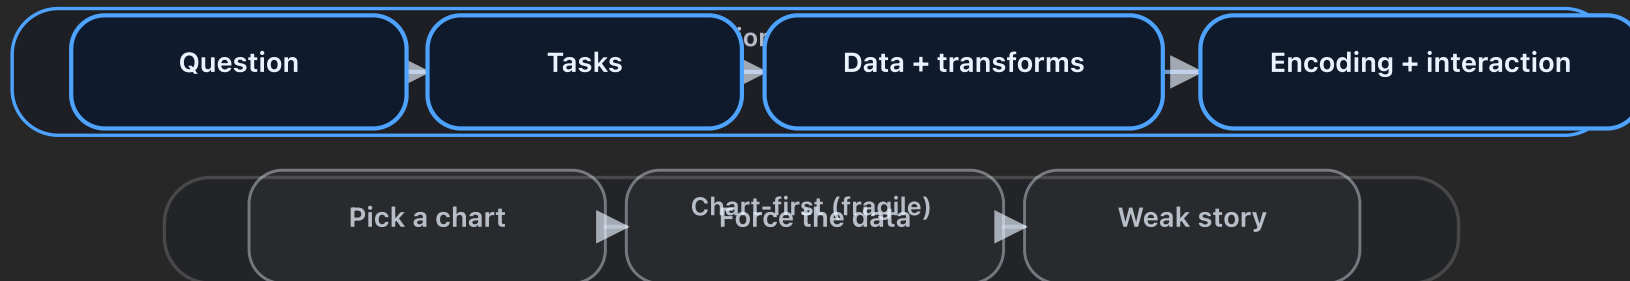 Question
Tasks
Data + transforms
Encoding + interaction
Chart-first (fragile)
Pick a chart
Force the data
Weak story